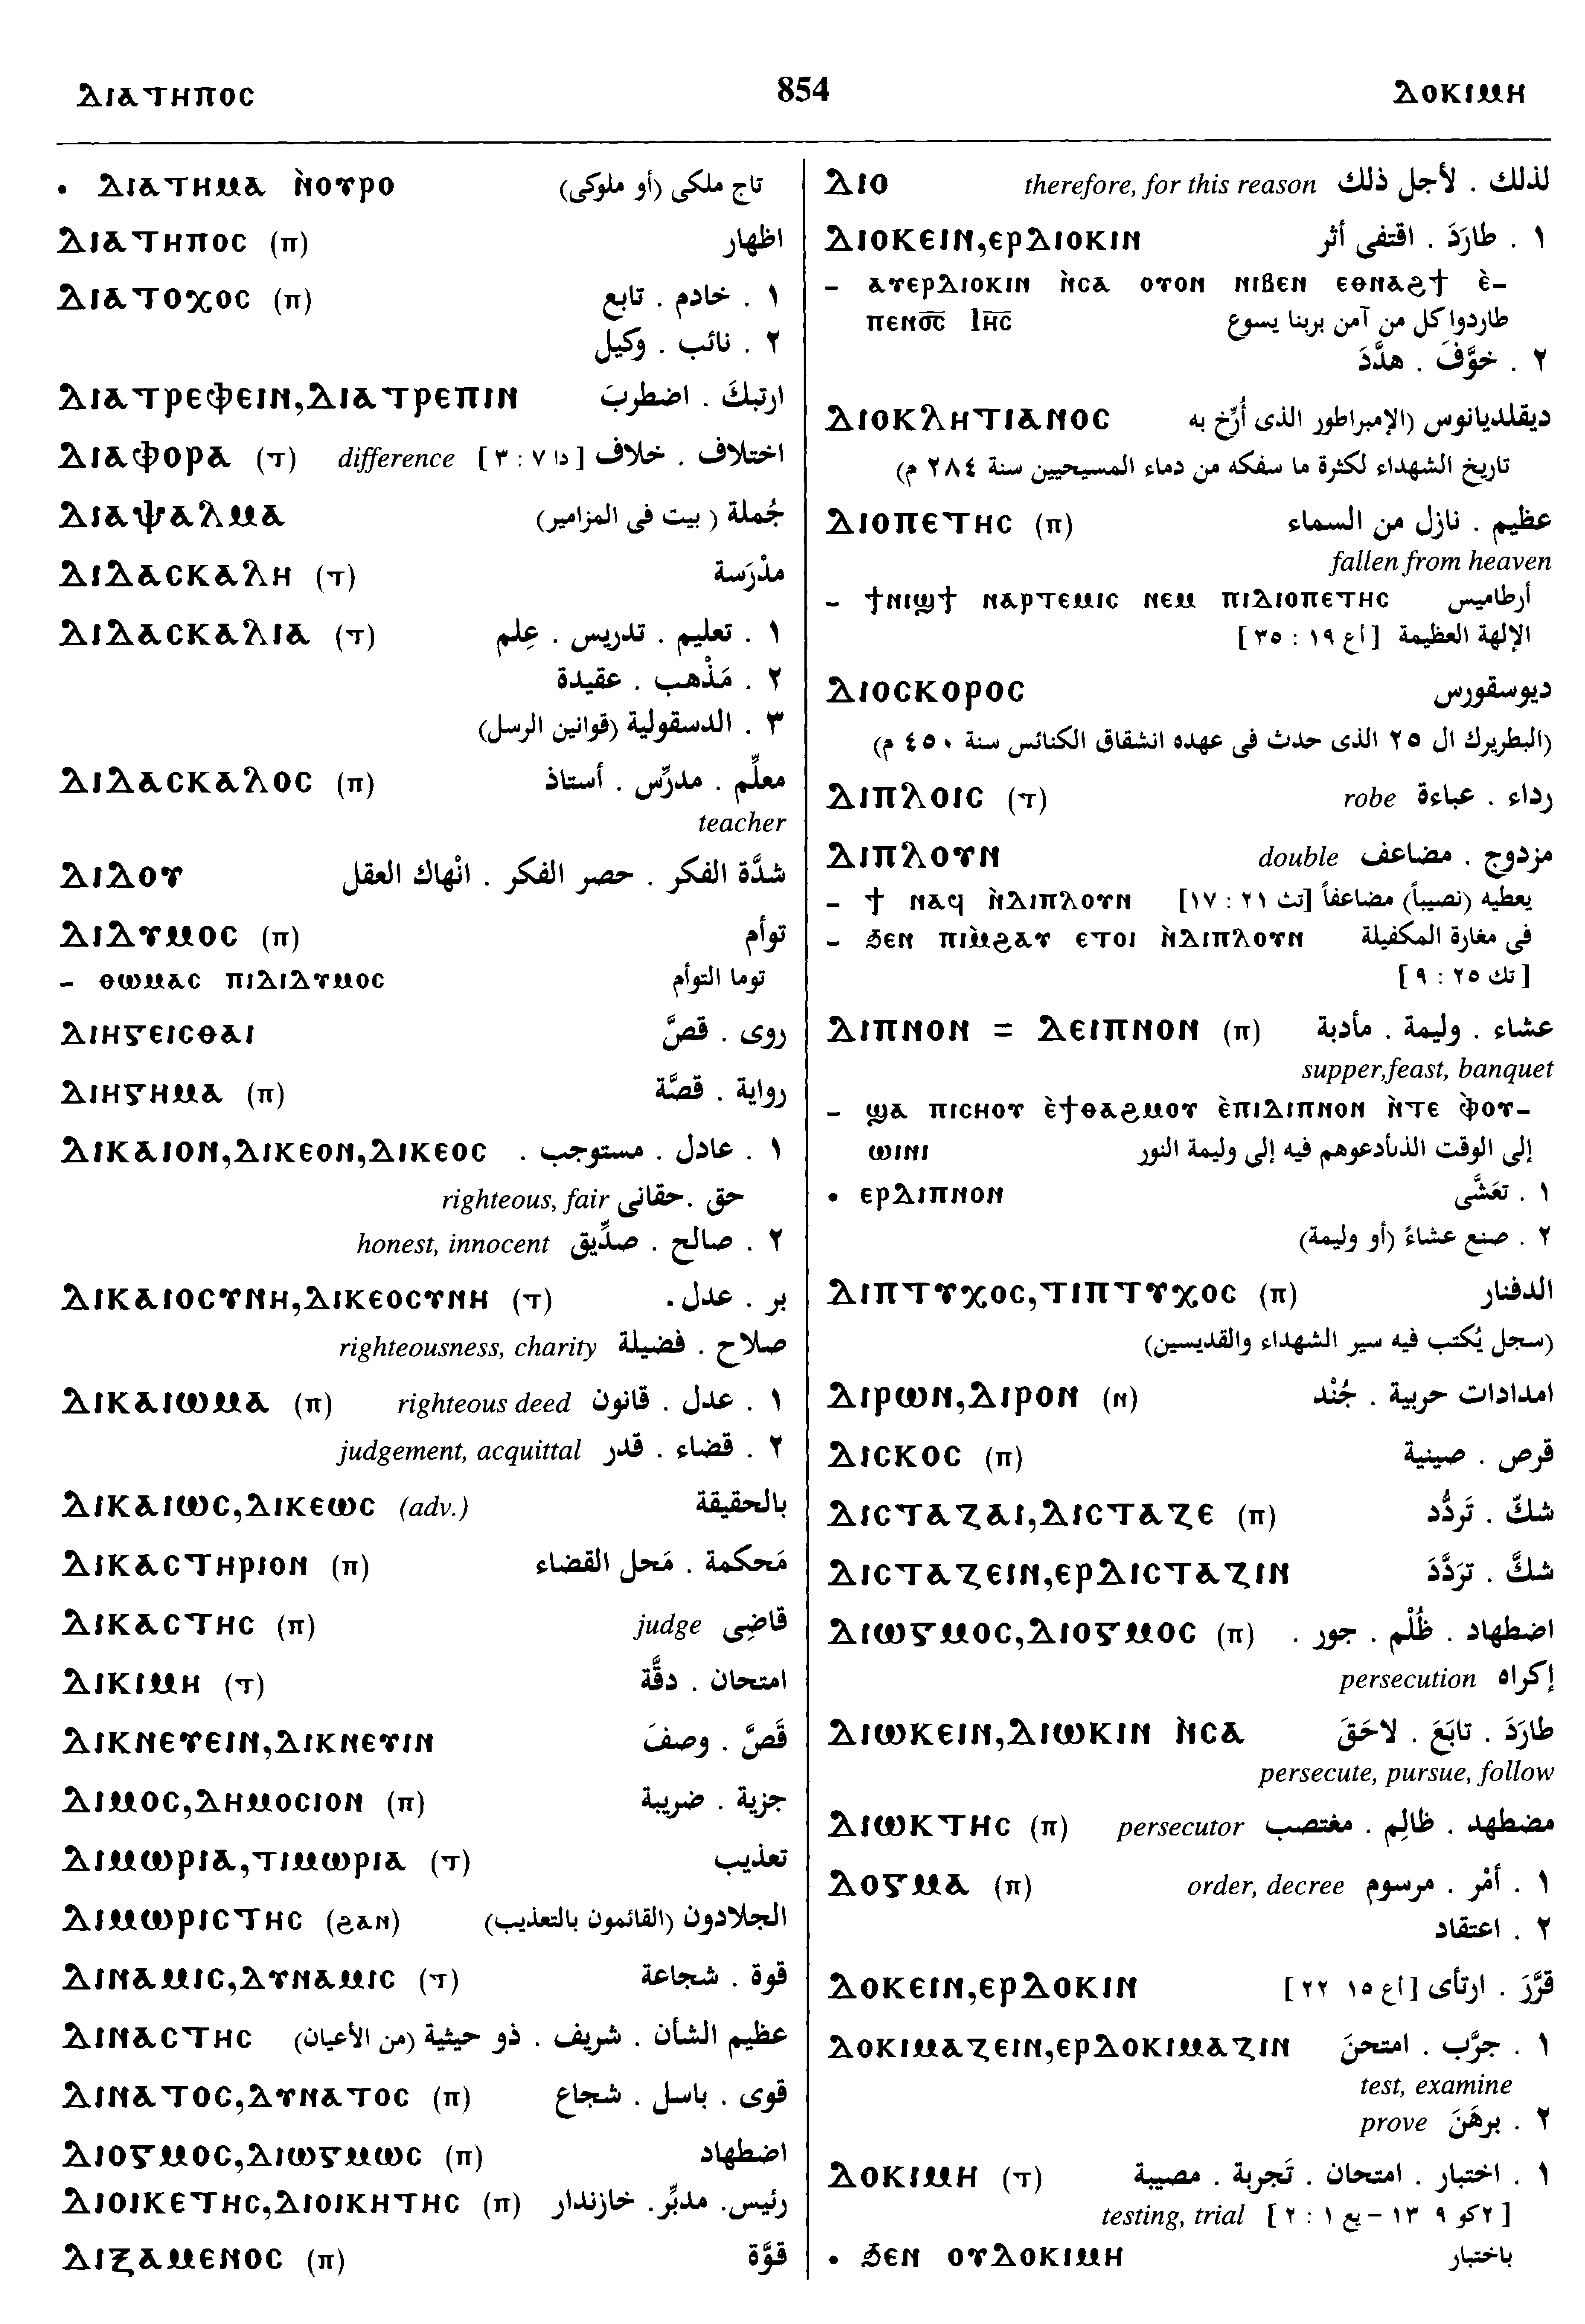 Ⲇⲓⲁⲧⲏⲡⲟⲥ 854 Ⲇⲟⲕⲓⲙⲏ
• Ⲇⲓⲁⲧⲏⲙⲁ ⲛ̀ⲟⲩⲣⲟ تاج ملكى (أو ملوكى)
Ⲇⲓⲁⲧⲏⲡⲟⲥ (ⲡ) اظهار
Ⲇⲓⲁⲧⲟⲭⲟⲥ (ⲡ) ١ . خادم . تابع
٢ . نائب . وكيل
Ⲇⲓⲁⲧⲣⲉⲫⲉⲓⲛ,Ⲇⲓⲁⲧⲣⲉⲡⲓⲛ ارتبكَ . اضطربَ
Ⲇⲓⲁⲫⲟⲣⲁ (ⲧ) difference [دا ٧ : ٣] اختلاف . خلاف
Ⲇⲓⲁⲯⲁⲗⲙⲁ جُملة ( بيت فى المزامير)
Ⲇⲓⲇⲁⲥⲕⲁⲗⲏ (ⲧ) مدْرَسة
Ⲇⲓⲇⲁⲥⲕⲁⲗⲓⲁ (ⲧ) ١ . تعليم . تدريس . عِلم
٢ . مَذْهب . عقيدة
٣ . الدسقولية (قوانين الرسل)
Ⲇⲓⲇⲁⲥⲕⲁⲗⲟⲥ (ⲡ) معلِّم . مدرِّس . أستاذ
teacher
Ⲇⲓⲇⲟⲩ شدَّة الفكر . حصر الفكر . انْهاك العقل
Ⲇⲓⲇⲩⲙⲟⲥ (ⲡ) توأم
– ⲑⲱⲙⲁⲥ ⲡⲓⲇⲓⲇⲩⲙⲟⲥ توما التوأم
Ⲇⲓⲏⲅⲉⲓⲥⲑⲁⲓ روى . قصَّ
Ⲇⲓⲏⲅⲏⲙⲁ (ⲡ) رواية . قصَّة
Ⲇⲓⲕⲁⲓⲟⲛ,Ⲇⲓⲕⲉⲟⲛ,Ⲇⲓⲕⲉⲟⲥ ١ . عادل . مستوجب .
حق .حقانى righteous, fair
٢ . صالح . صدِّيق honest, innocent
Ⲇⲓⲕⲁⲓⲟⲥⲩⲛⲏ,Ⲇⲓⲕⲉⲟⲥⲩⲛⲏ (ⲧ) بر . عدل .
صلاح . فضيلة righteousness, charity
Ⲇⲓⲕⲁⲓⲱⲙⲁ (ⲡ) righteous deed ١ . عدل . قانون
٢ . قضاء . قدر judgement, acquittal
Ⲇⲓⲕⲁⲓⲱⲥ,Ⲇⲓⲕⲉⲱⲥ (adv.) بالحقيقة
Ⲇⲓⲕⲁⲥⲧⲏⲣⲓⲟⲛ (ⲡ) مَحكمة . مَحل القضاء
Ⲇⲓⲕⲁⲥⲧⲏⲥ (ⲡ) judge قاضِى
Ⲇⲓⲕⲓⲙⲏ (ⲧ) امتحان . دقَّة
Ⲇⲓⲕⲛⲉⲩⲉⲓⲛ,Ⲇⲓⲕⲛⲉⲩⲓⲛ قَصَّ . وصفَ
Ⲇⲓⲙⲟⲥ,Ⲇⲏⲙⲟⲥⲓⲟⲛ (ⲡ) جزية . ضريبة
Ⲇⲓⲙⲱⲣⲓⲁ,ⲧⲓⲙⲱⲣⲓⲁ (ⲧ) تعذيب
Ⲇⲓⲙⲱⲣⲓⲥⲧⲏⲥ (ϩⲁⲛ) الجلادون (القائمون بالتعذيب)
Ⲇⲓⲛⲁⲙⲓⲥ,Ⲇⲩⲛⲁⲙⲓⲥ (ⲧ) قوة . شجاعة
Ⲇⲓⲛⲁⲥⲧⲏⲥ عظيم الشأن . شريف . ذو حيثية (من الأعيان)
Ⲇⲓⲛⲁⲧⲟⲥ,Ⲇⲩⲛⲁⲧⲟⲥ (ⲡ) قوى . باسل . شجاع
Ⲇⲓⲟⲅⲙⲟⲥ,Ⲇⲓⲱⲅⲙⲱⲥ (ⲡ) اضطهاد
Ⲇⲓⲟⲓⲕⲉⲧⲏⲥ,Ⲇⲓⲟⲓⲕⲏⲧⲏⲥ (ⲡ) رئيس. مدبِّر. خازندار
Ⲇⲓⲝⲁⲙⲉⲛⲟⲥ (ⲡ) قوَّة
Ⲇⲓⲟ therefore, for this reason لذلك . لأجل ذلك
Ⲇⲓⲟⲕⲉⲓⲛ,ⲉⲣⲆⲓⲟⲕⲓⲛ ١ . طارَدَ . اقتفى أثر
– ⲁⲩⲉⲣⲆⲓⲟⲕⲓⲛ ⲛ̀ⲥⲁ ⲟⲩⲟⲛ ⲛⲓⲃⲉⲛ ⲉⲑⲛⲁϩϯ ⲉ̀-
ⲡⲉⲛⲟ̅ⲥ̅ Ⲓⲏ̅ⲥ̅ طاردوا كل من آمن بربنا يسوع
٢ . خوَّفَ . هدَّدَ
Ⲇⲓⲟⲕⲗⲏⲧⲓⲁⲛⲟⲥ ديقلديانوس (الإمبراطور الذى أُرِّخ به
تاريخ الشهداء لكثرة ما سفكه من دماء المسيحيين سنة ٢٨٤ م)
Ⲇⲓⲟⲡⲉⲧⲏⲥ (ⲡ) عظيم . نازل من السماء
fallen from heaven
– ϯⲛⲓϣϯ ⲛⲁⲣⲧⲉⲙⲓⲥ ⲛⲉⲙ ⲡⲓⲇⲓⲟⲡⲉⲧⲏⲥ أرطاميس
الإلهة العظيمة [أع ١٩ : ٣٥]
Ⲇⲓⲟⲥⲕⲟⲣⲟⲥ ديوسقورس
(البطريرك ال ٢٥ الذى حدث فى عهده انشقاق الكنائس سنة ٤٥٠ م)
Ⲇⲓⲡⲗⲟⲓⲥ (ⲧ) robe رداء . عباءة
Ⲇⲓⲡⲗⲟⲩⲛ double مزدوج . مضاعف
– ϯ ⲛⲁϥ ⲛ̀ⲇⲓⲡⲗⲟⲩⲛ يعطيه (نصيباً) مضاعفاً [تث ٢١ : ١٧]
– ϧⲉⲛ ⲡⲓⲙ̀ϩⲁⲩ ⲉⲧⲟⲓ ⲛ̀ⲇⲓⲡⲗⲟⲩⲛ فى مغارة المكفيلة
[تك ٢٥ : ٩]
Ⲇⲓⲡⲛⲟⲛ = Ⲇⲉⲓⲡⲛⲟⲛ (ⲡ) عشاء . وليمة . مأدبة
supper,feast, banquet
– ϣⲁ ⲡⲓⲥⲛⲟⲩ ⲉ̀ϯⲑⲁϩⲙⲟⲩ ⲉ̀ⲡⲓⲇⲓⲡⲛⲟⲛ ⲛ̀ⲧⲉ ⲫⲟⲩ-
ⲱⲓⲛⲓ إلى الوقت الذىأدعوهم فيه إلى وليمة النور
• ⲉⲣⲆⲓⲡⲛⲟⲛ ١ . تعَشَّى
٢ . صنع عشاءً (أو وليمة)
Ⲇⲓⲡⲧⲩⲭⲟⲥ,ⲧⲓⲡⲧⲩⲭⲟⲥ (ⲡ) الدفنار
(سجل يُكتب فيه سير الشهداء والقديسين)
Ⲇⲓⲣⲱⲛ,Ⲇⲓⲣⲟⲛ (ⲛ) امدادات حربية . جُنْد
Ⲇⲓⲥⲕⲟⲥ (ⲡ) قرص . صينية
Ⲇⲓⲥⲧⲁⲍⲁⲓ,Ⲇⲓⲥⲧⲁⲍⲉ (ⲡ) شكّ . تَردُّد
Ⲇⲓⲥⲧⲁⲍⲉⲓⲛ,ⲉⲣⲆⲓⲥⲧⲁⲍⲓⲛ شكَّ . تَردَّدَ
Ⲇⲓⲱⲅⲙⲟⲥ,Ⲇⲓⲟⲅⲙⲟⲥ (ⲡ) اضطهاد . ظُلْم . جور .
إكراه persecution
Ⲇⲓⲱⲕⲉⲓⲛ,Ⲇⲓⲱⲕⲓⲛ ⲛ̀ⲥⲁ طارَدَ . تابَعَ . لاحَقَ
persecute, pursue, follow
Ⲇⲓⲱⲕⲧⲏⲥ (ⲡ) persecutor مضطهد . ظالِم . مغتصب
Ⲇⲟⲅⲙⲁ (ⲡ) order, decree ١ . أمْر . مرسوم
٢ . اعتقاد
Ⲇⲟⲕⲉⲓⲛ,ⲉⲣⲆⲟⲕⲓⲛ قرَّرَ . ارتأى [أع ١٥ ٢٢]
Ⲇⲟⲕⲓⲙⲁⲍⲉⲓⲛ,ⲉⲣⲆⲟⲕⲓⲙⲁⲍⲓⲛ ١ . جرَّب . امتحنَ
test, examine
٢ . برهَنَ prove
Ⲇⲟⲕⲓⲙⲏ (ⲧ) ١ . اختبار . امتحان . تَجربة . مصيبة
testing, trial [٢كو ٩ ١٣ – يع ١ : ٢]
• ϧⲉⲛ ⲟⲩⲆⲟⲕⲓⲙⲏ باختبار